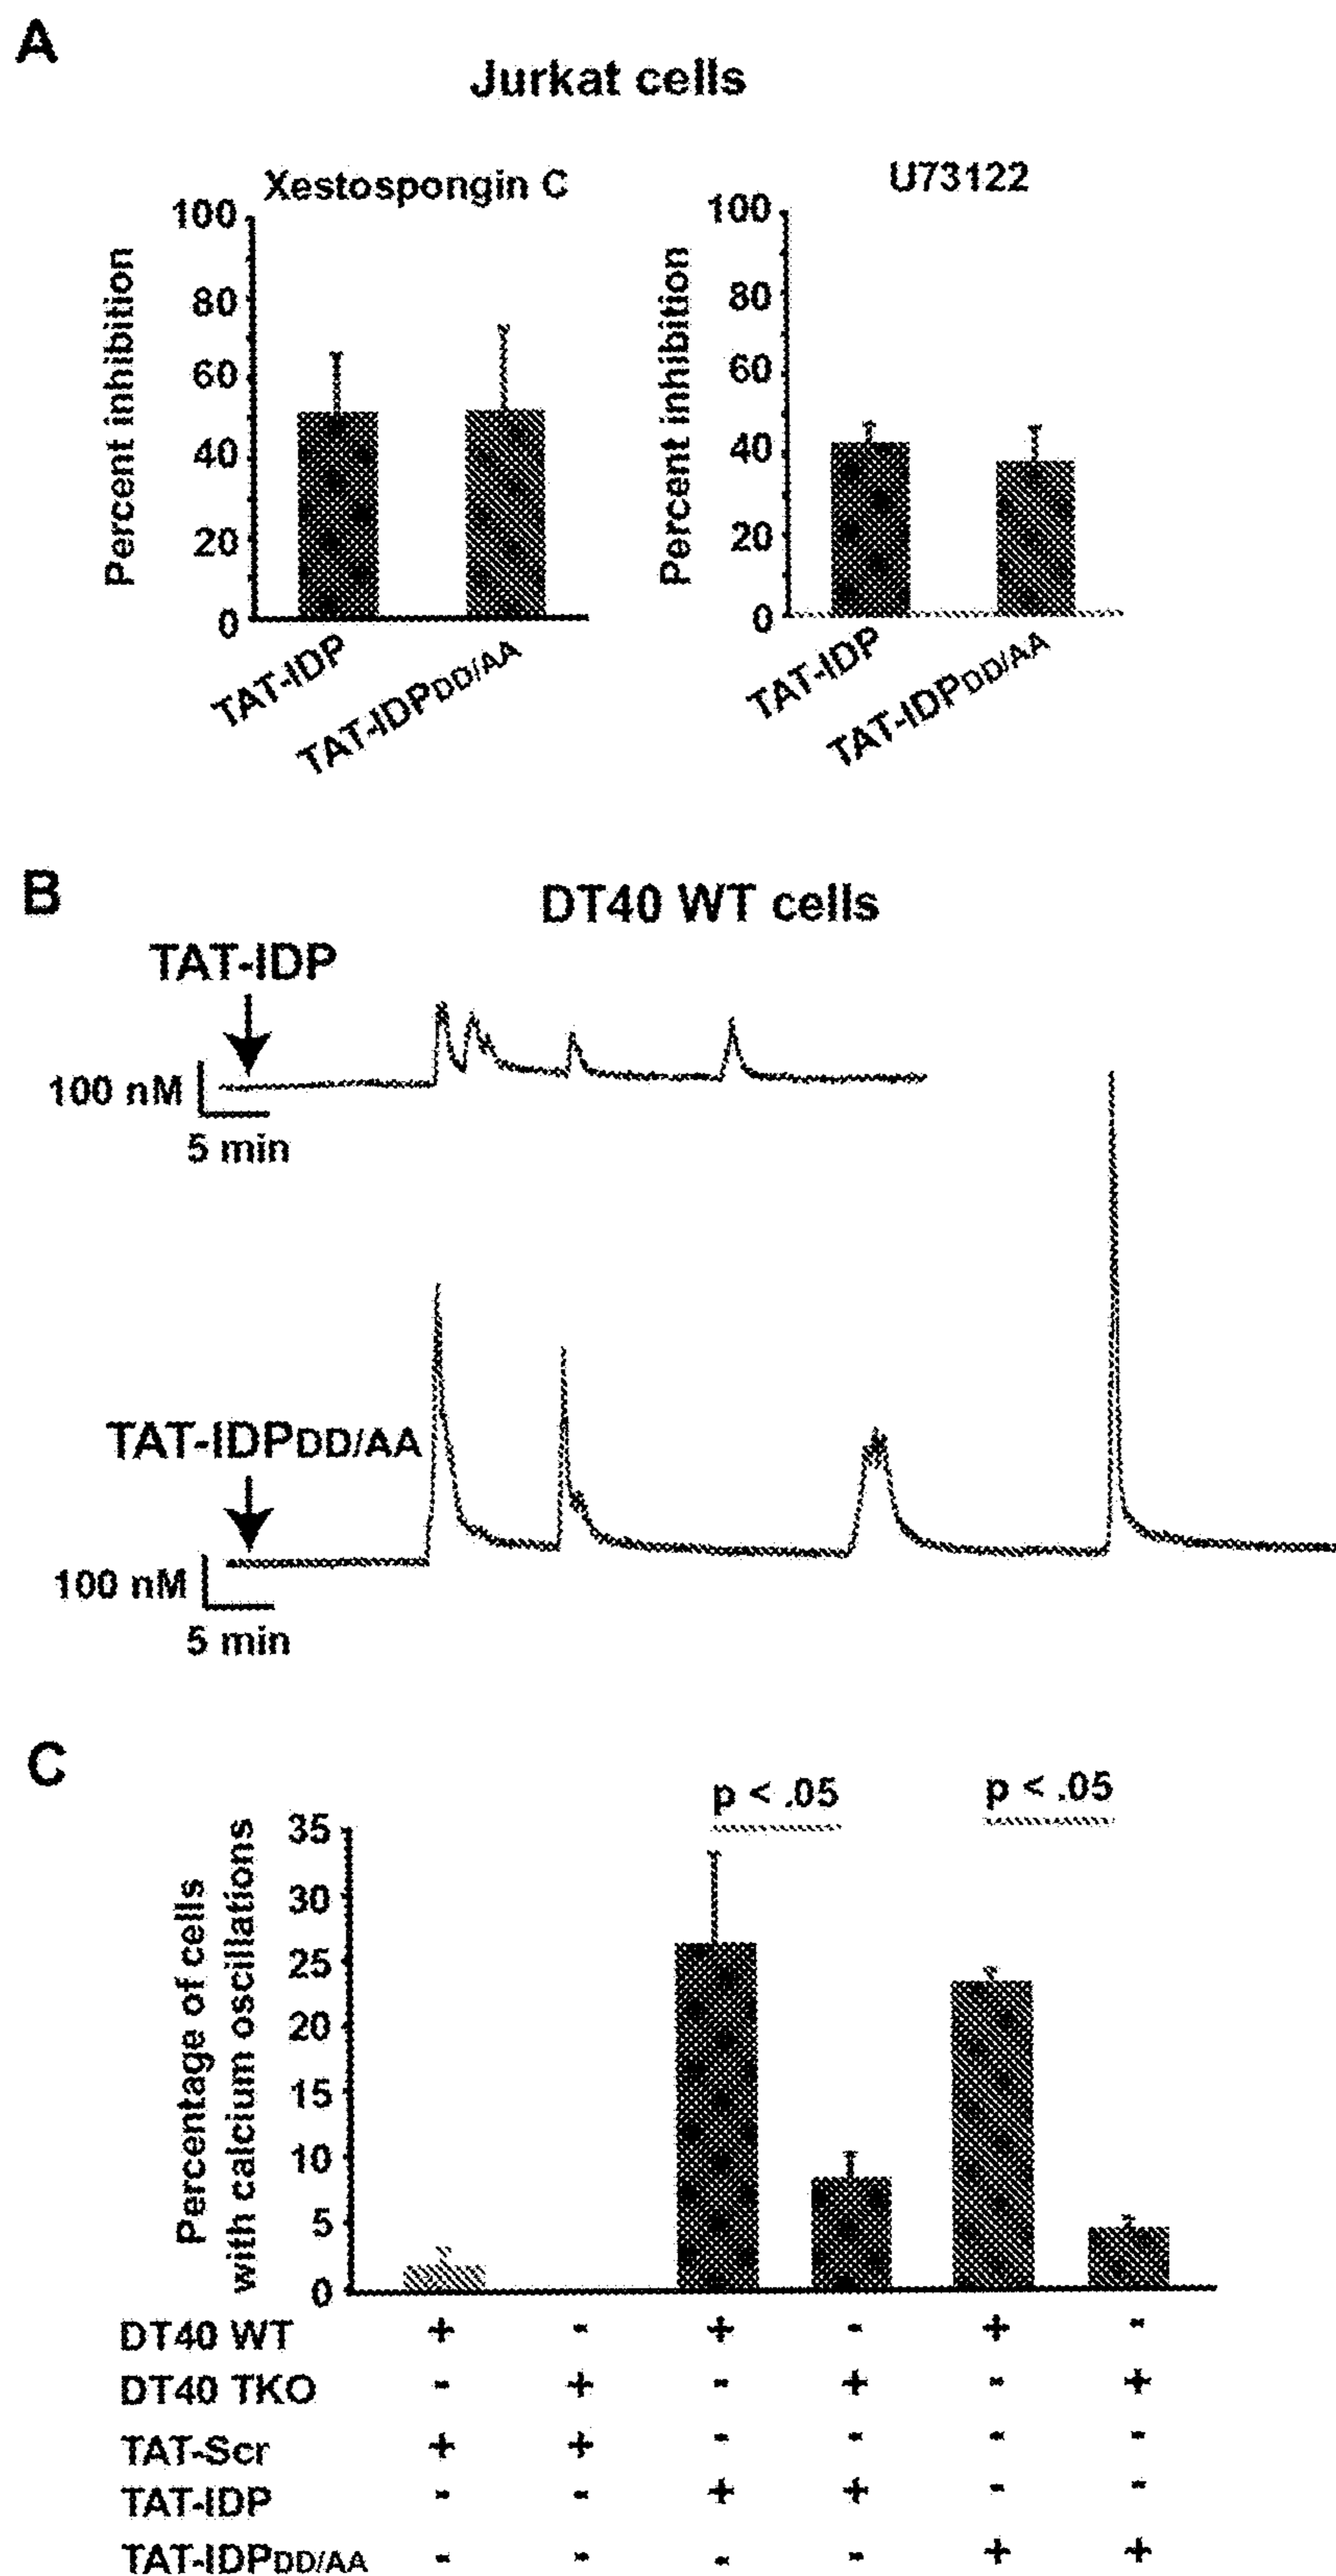 A
Jurkat cells
Xestospongin C
U73122
Percent inhibition
100
80
60
40
20
0
TAT-IDP
TAT-IDPDD/AA
Percent inhibition
100
80
60
40
20
0
TAT-IDP
TAT-IDPDD/AA
B
DT40 WT cells
TAT-IDP
100 nM
5 min
TAT-IDPDD/AA
100 nM
5 min
C
p < .05
p < .05
Percentage of cells
with calcium oscillations
35
30
25
20
15
10
5
0
DT40 WT + - + - + -
DT40 TKO - + - + - +
TAT-Scr + + - - - -
TAT-IDP - - + + - -
TAT-IDPDD/AA - - - - + +